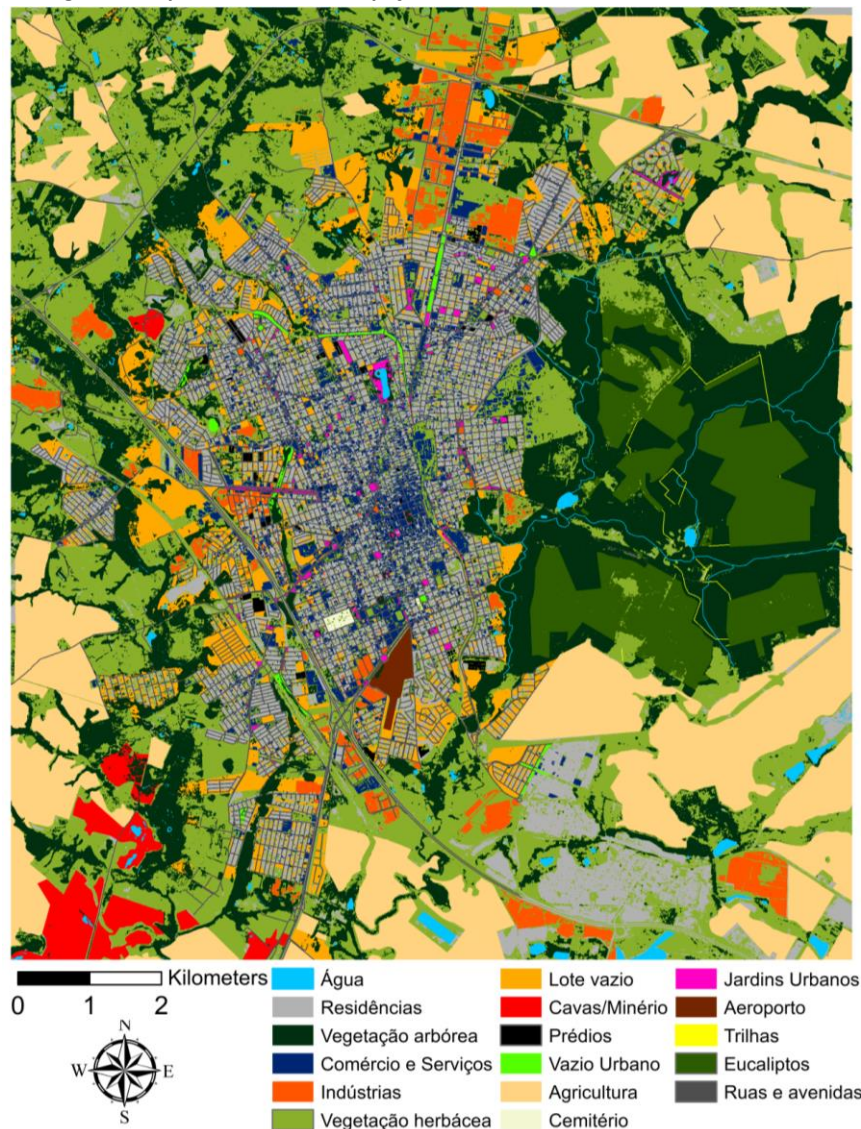 Kilometers
0 1 2
N
W E
S
Água
Residências
Vegetação arbórea
Comércio e Serviços
Indústrias
Vegetação herbácea
Lote vazio
Cavas/Minério
Prédios
Vazio Urbano
Agricultura
Cemitério
Jardins Urbanos
Aeroporto
Trilhas
Eucaliptos
Ruas e avenidas